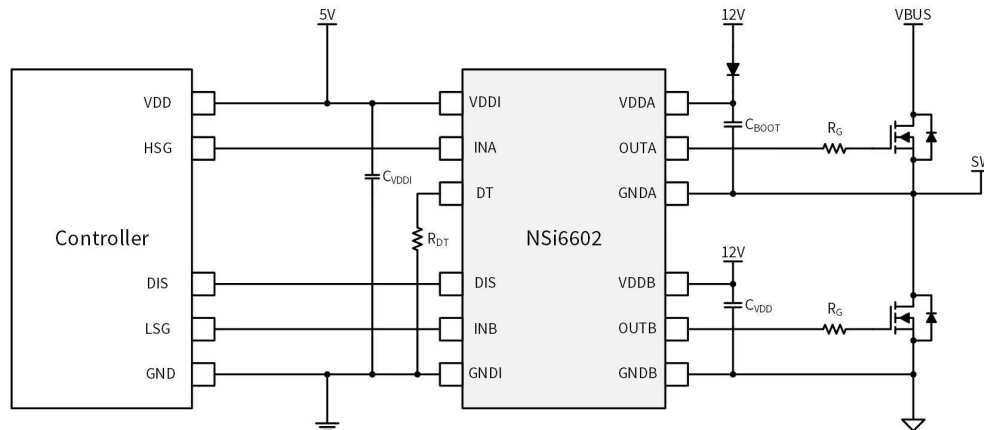 5V
12V
VBUS
VDD
VDDI
VDDA
CBOOT
HSG
INA
OUTA
RG
CVDDI
DT
GNDA
SW
Controller
RDT
NSi6602
12V
DIS
DIS
VDDB
CVDD
LSG
INB
OUTB
RG
GND
GNDI
GNDB